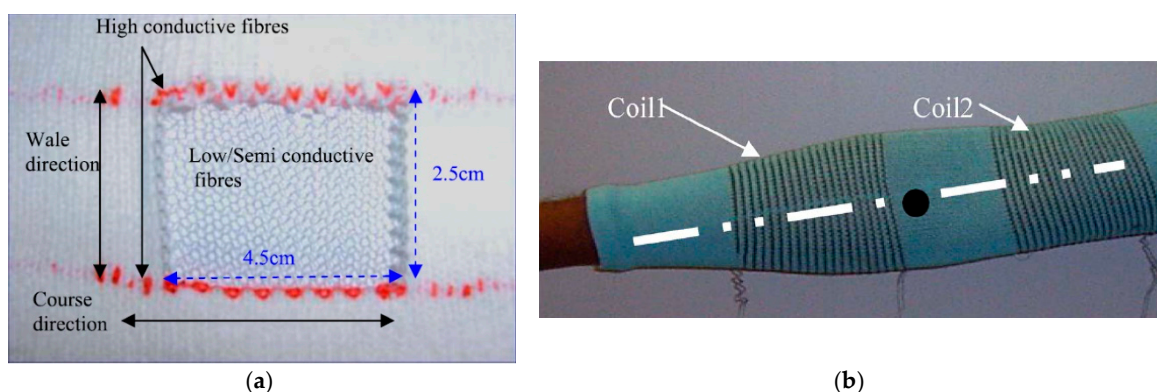 High conductive fibres
Wale
direction
Low/Semi conductive
fibres
2.5cm
4.5cm
Course
direction
(a)
Coil1
Coil2
(b)